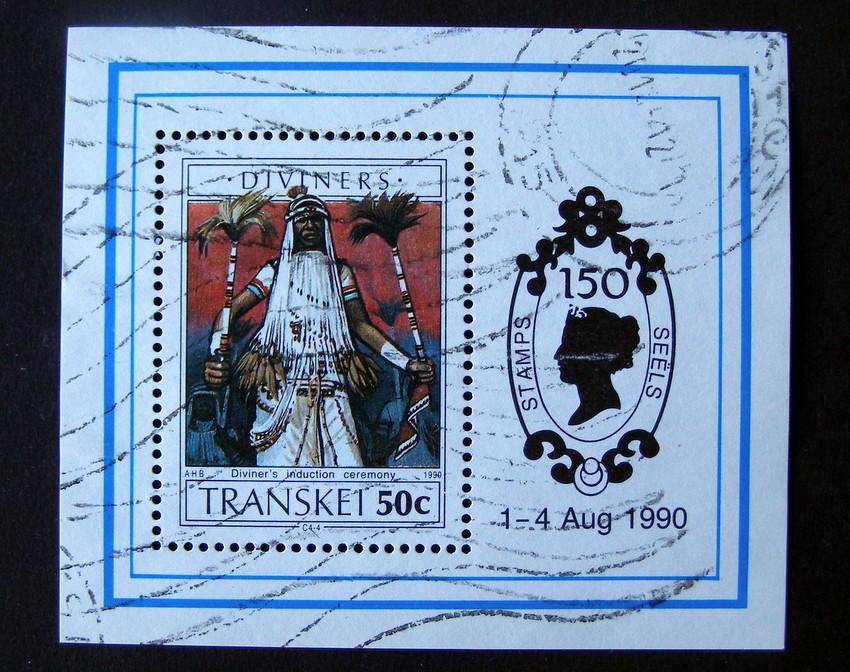 DIVINERS
AHB Diviner's induction ceremony 1990
TRANSKEI 50c
C4·4
150
STAMPS
SEËLS
1–4 Aug 1990